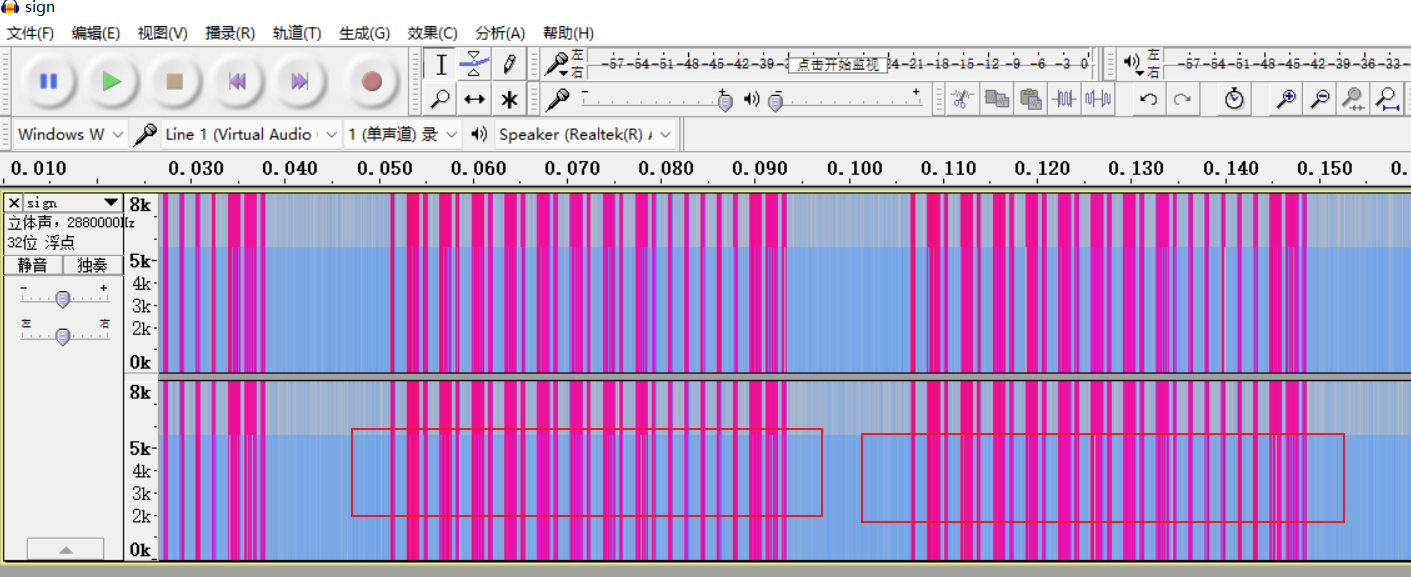 sign
文件(F) 编辑(E) 视图(V) 播录(R) 轨道(T) 生成(G) 效果(C) 分析(A) 帮助(H)
左 -57-54-51-48-45-42-39- 点击开始监视 24-21-18-15-12 -9 -6 -3 0 左 -57-54-51-48-45-42-39-36-33-
右 右
- + - +
Windows W Line 1 (Virtual Audio 1 (单声道) 录 Speaker (Realtek(R)
0.010 0.030 0.040 0.050 0.060 0.070 0.080 0.090 0.100 0.110 0.120 0.130 0.140 0.150 0.
sign 8k
立体声, 2880000Hz
32位 浮点
静音 独奏 5k
- + 4k
3k
左 右 2k
0k
8k
5k
4k
3k
2k
0k